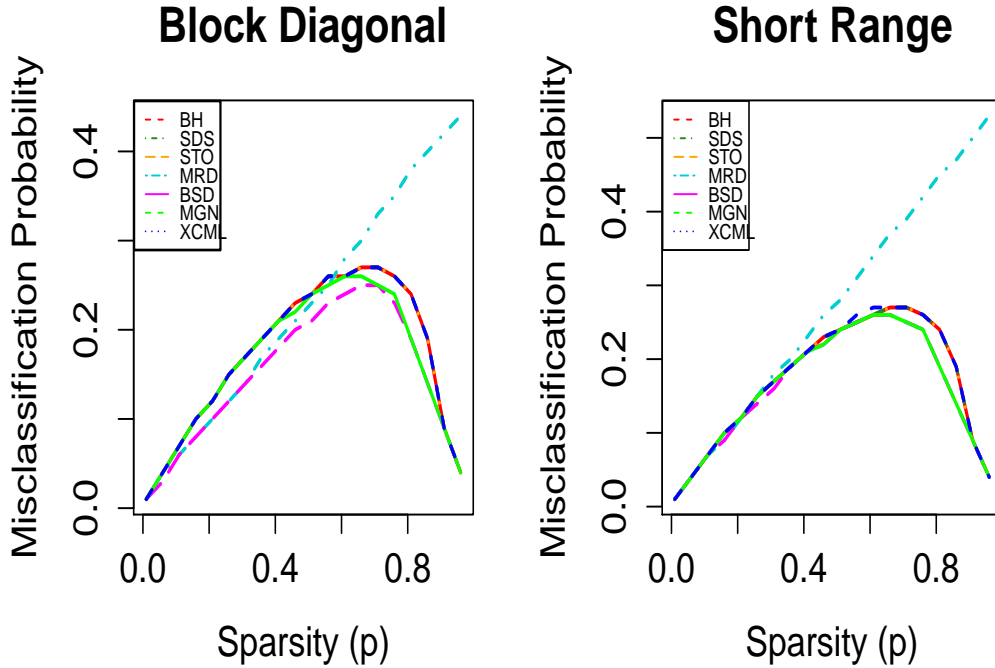 Block Diagonal
Misclassification Probability
0.0
0.2
0.4
BH
SDS
STO
MRD
BSD
MGN
XCML
0.0
0.4
0.8
Sparsity (p)
Short Range
Misclassification Probability
0.0
0.2
0.4
BH
SDS
STO
MRD
BSD
MGN
XCML
0.0
0.4
0.8
Sparsity (p)